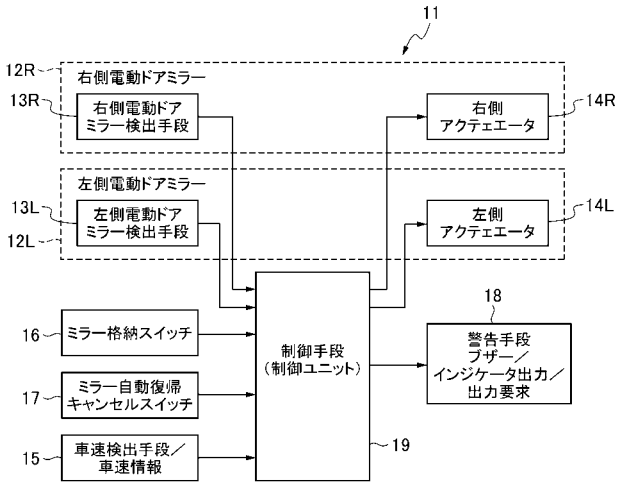 11
12R
右側電動ドアミラー
13R
右側電動ドア
ミラー検出手段
右側
アクテェエータ
14R
左側電動ドアミラー
13L
左側電動ドア
ミラー検出手段
左側
アクテェエータ
14L
12L
16
ミラー格納スイッチ
17
ミラー自動復帰
キャンセルスイッチ
15
車速検出手段／
車速情報
制御手段
(制御ユニット)
19
18
警告手段
ブザー／
インジケータ出力／
出力要求